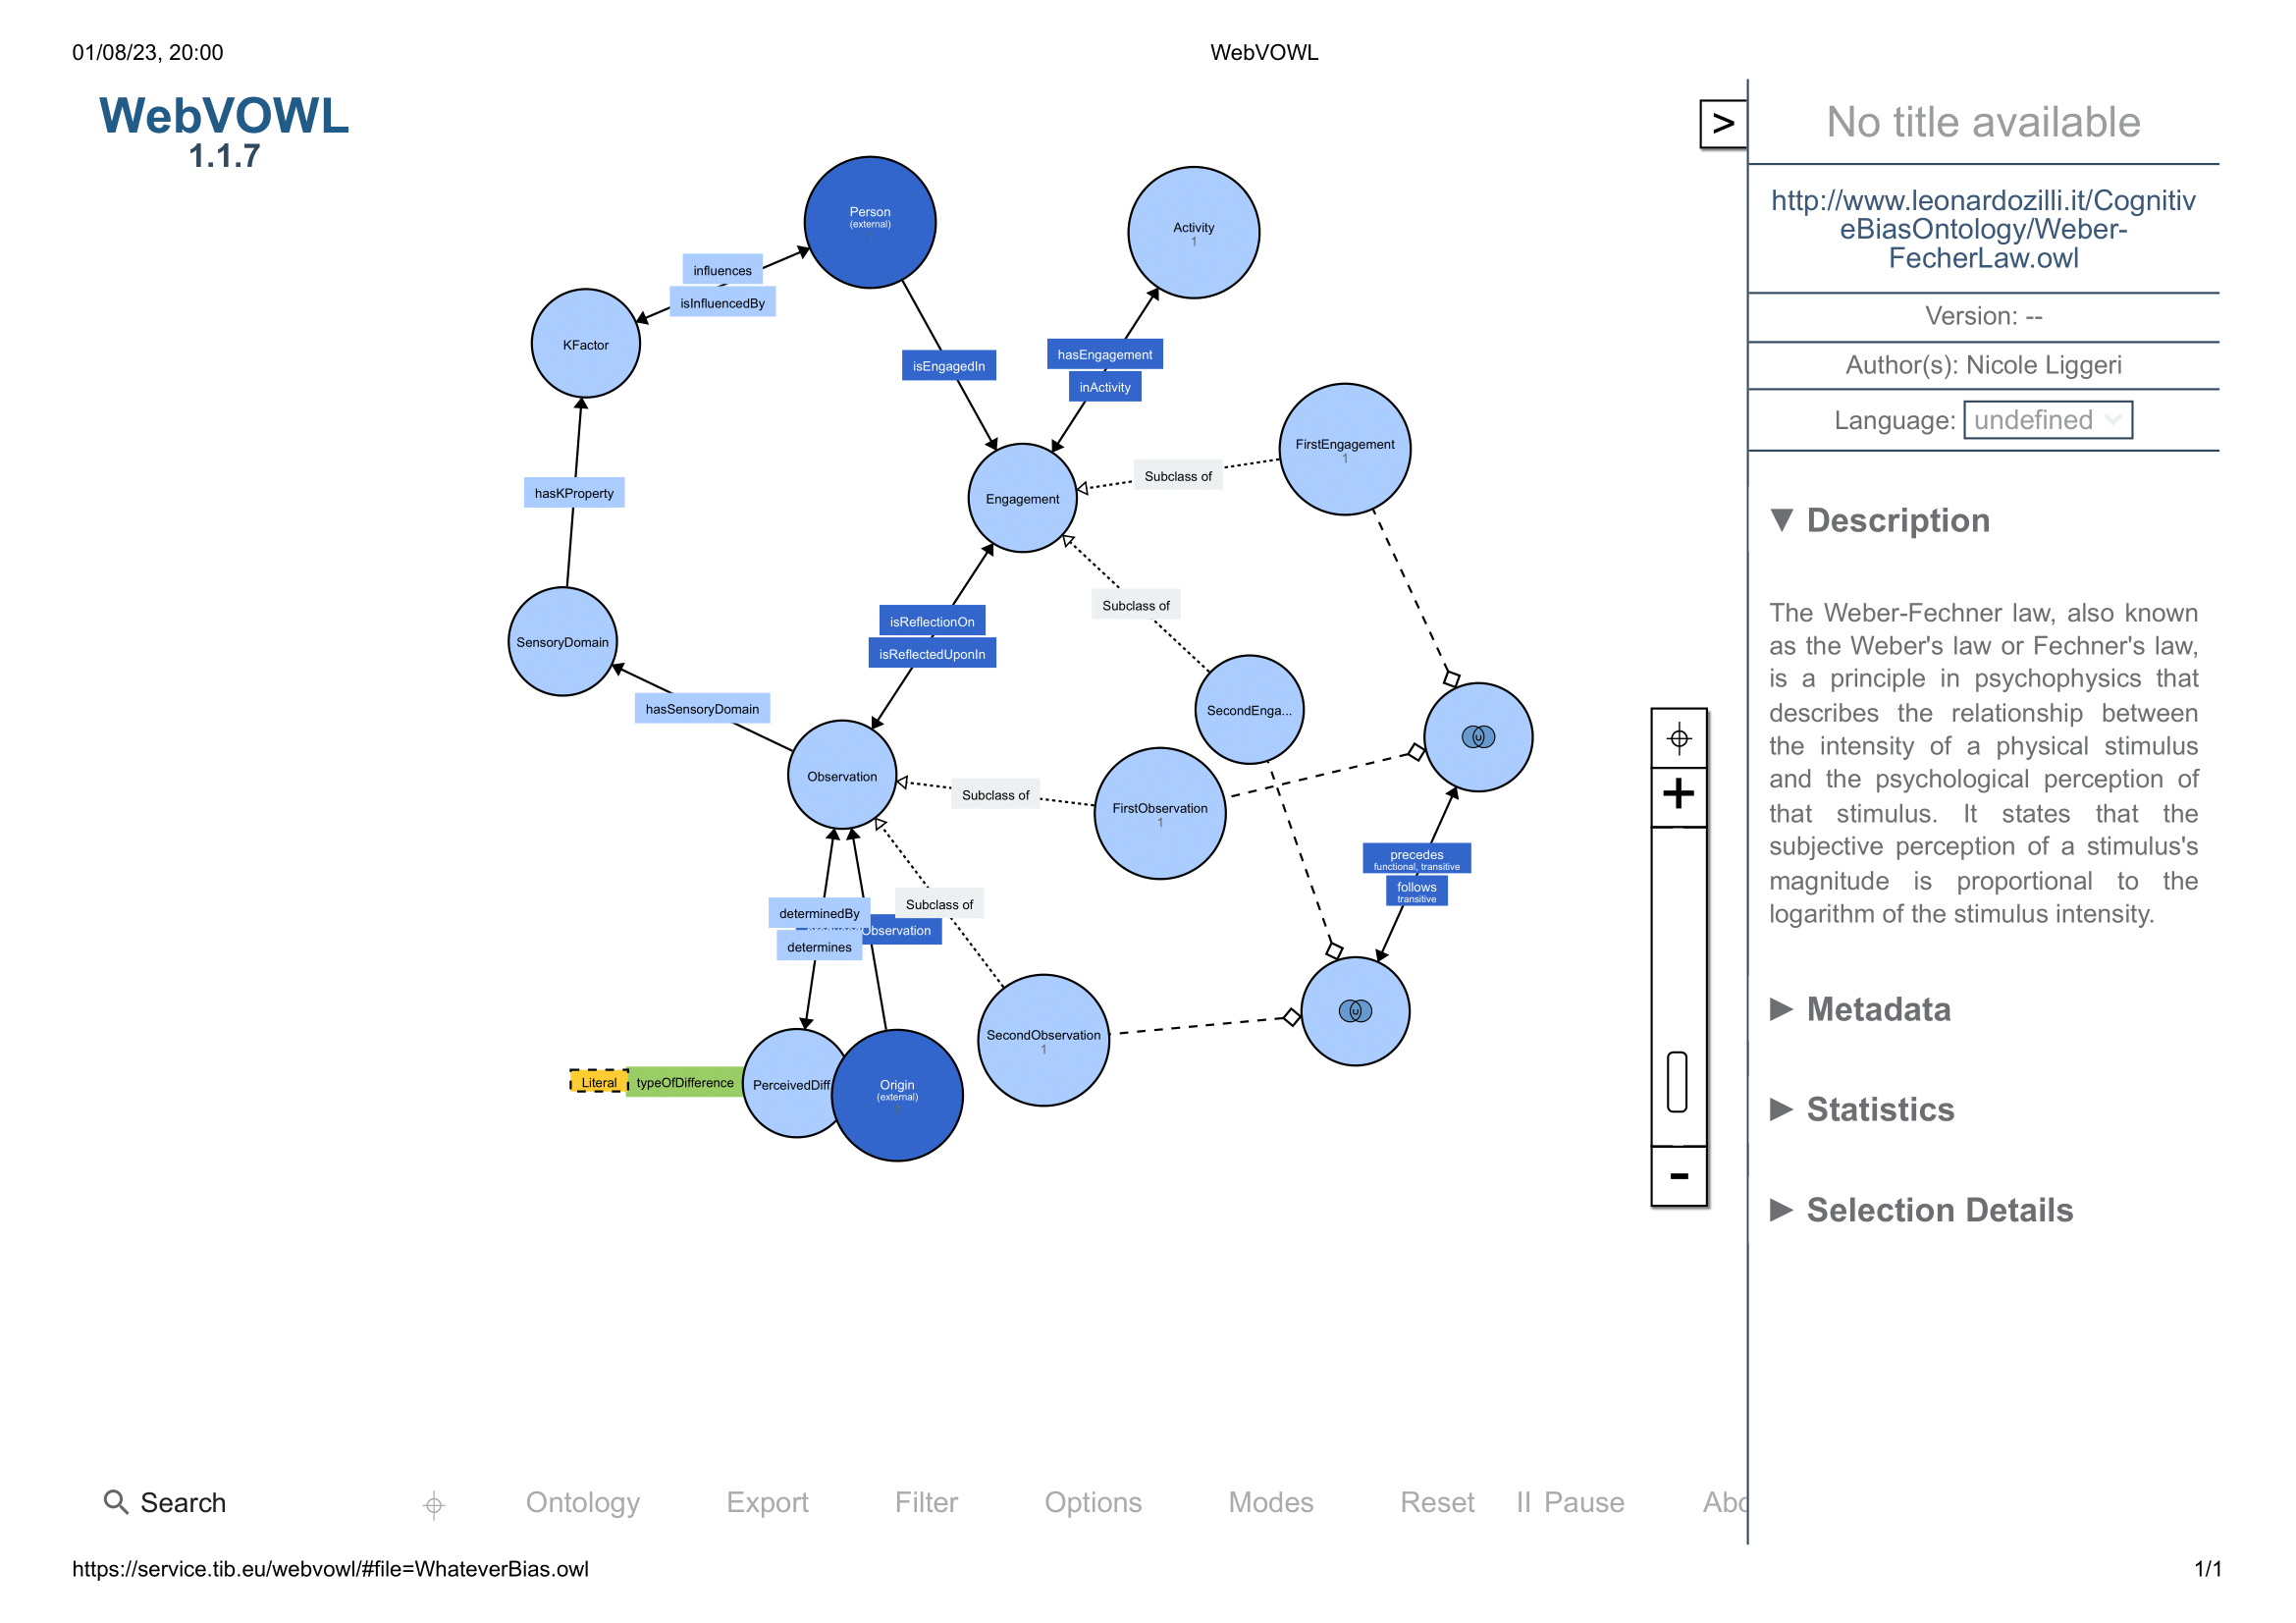 01/08/23, 20:00
WebVOWL
WebVOWL
1.1.7
>
Person
(external)
Activity
1
influences
isInfluencedBy
KFactor
isEngagedIn
hasEngagement
inActivity
FirstEngagement
1
Subclass of
hasKProperty
Engagement
Subclass of
isReflectionOn
isReflectedUponIn
SensoryDomain
hasSensoryDomain
SecondEnga...
Observation
Subclass of
FirstObservation
1
precedes
functional, transitive
follows
transitive
Subclass of
determinedBy
Observation
determines
SecondObservation
1
Literal
typeOfDifference
PerceivedDiff
Origin
(external)
+
-
No title available
http://www.leonardozilli.it/Cognitiv
eBiasOntology/Weber-
FecherLaw.owl
Version: --
Author(s): Nicole Liggeri
Language: undefined
▼ Description
The Weber-Fechner law, also known
as the Weber's law or Fechner's law,
is a principle in psychophysics that
describes the relationship between
the intensity of a physical stimulus
and the psychological perception of
that stimulus. It states that the
subjective perception of a stimulus's
magnitude is proportional to the
logarithm of the stimulus intensity.
▶ Metadata
▶ Statistics
▶ Selection Details
Search
Ontology
Export
Filter
Options
Modes
Reset
II Pause
Abo
https://service.tib.eu/webvowl/#file=WhateverBias.owl
1/1